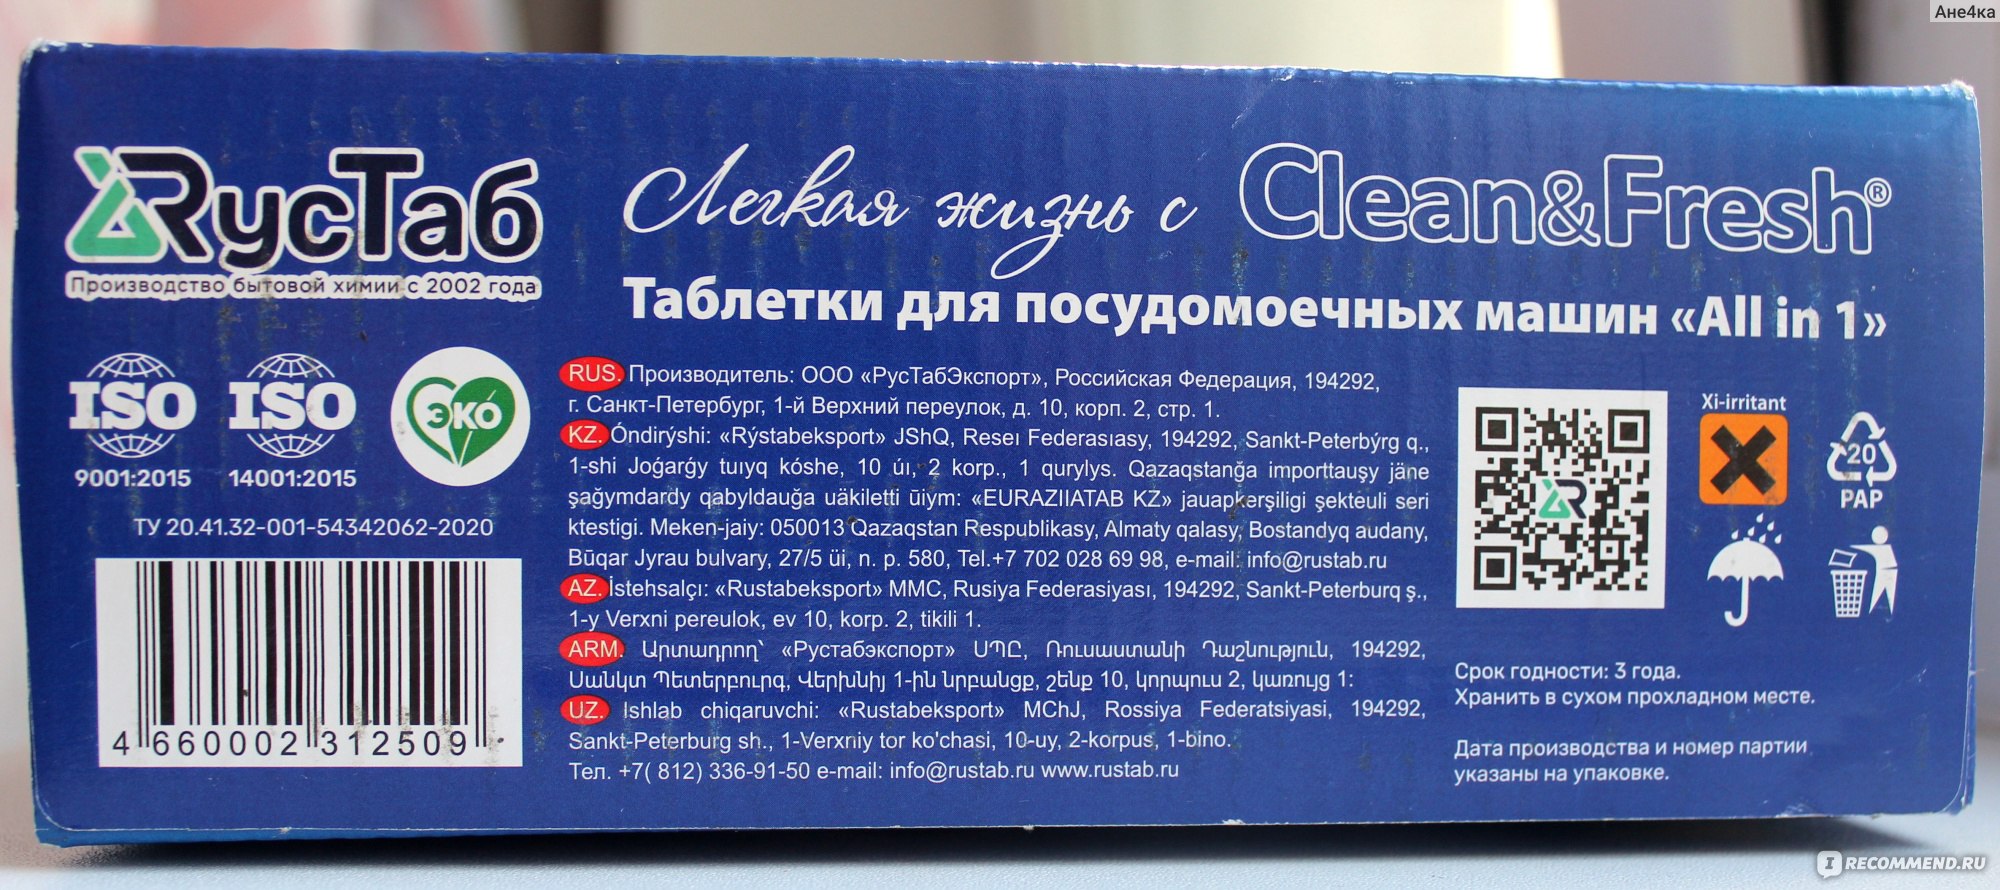 Ане4ка
РусТаб
Производство бытовой химии с 2002 года
Легкая жизнь с Clean&Fresh®
Таблетки для посудомоечных машин «All in 1»
ISO
9001:2015
ISO
14001:2015
ЭКО
ТУ 20.41.32-001-54342062-2020
4 660002 312509
RUS. Производитель: ООО «РусТабЭкспорт», Российская Федерация, 194292,
г. Санкт-Петербург, 1-й Верхний переулок, д. 10, корп. 2, стр. 1.
KZ. Óndirýshi: «Rýstabeksport» JShQ, Reseı Federasıasy, 194292, Sankt-Peterbýrg q.,
1-shi Joǵarǵy tuıyq kóshe, 10 úı, 2 korp., 1 qurylys. Qazaqstanğa importtauşy jäne
şağymdardy qabyldauğa uäkiletti ūiym: «EURAZIIATAB KZ» jauapkerşiligi şekteuli seri
ktestigi. Meken-jaiy: 050013 Qazaqstan Respublikasy, Almaty qalasy, Bostandyq audany,
Būqar Jyrau bulvary, 27/5 üi, n. p. 580, Tel.+7 702 028 69 98, e-mail: info@rustab.ru
AZ. İstehsalçı: «Rustabeksport» MMC, Rusiya Federasiyası, 194292, Sankt-Peterburq ş.,
1-y Verxni pereulok, ev 10, korp. 2, tikili 1.
ARM. Արտադրող՝ «Рустабэкспорт» ՍՊԸ, Ռուսաստանի Դաշնություն, 194292,
Սանկտ Պետերբուրգ, Վերխնիյ 1-ին նրբանցք, շենք 10, կորպուս 2, կառույց 1:
UZ. Ishlab chiqaruvchi: «Rustabeksport» MChJ, Rossiya Federatsiyasi, 194292,
Sankt-Peterburg sh., 1-Verxniy tor ko'chasi, 10-uy, 2-korpus, 1-bino.
Тел. +7( 812) 336-91-50 e-mail: info@rustab.ru www.rustab.ru
Xi-irritant
20
PAP
Срок годности: 3 года.
Хранить в сухом прохладном месте.
Дата производства и номер партии
указаны на упаковке.
I RECOMMEND.RU